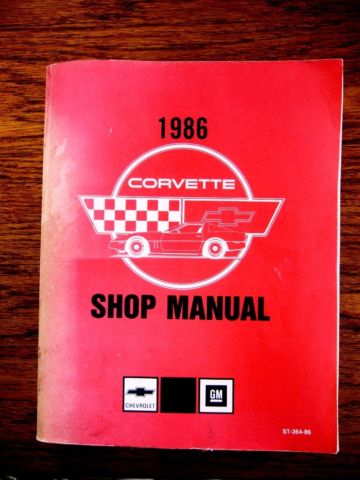 1986
CORVETTE
SHOP MANUAL
CHEVROLET
GM
ST-364-86